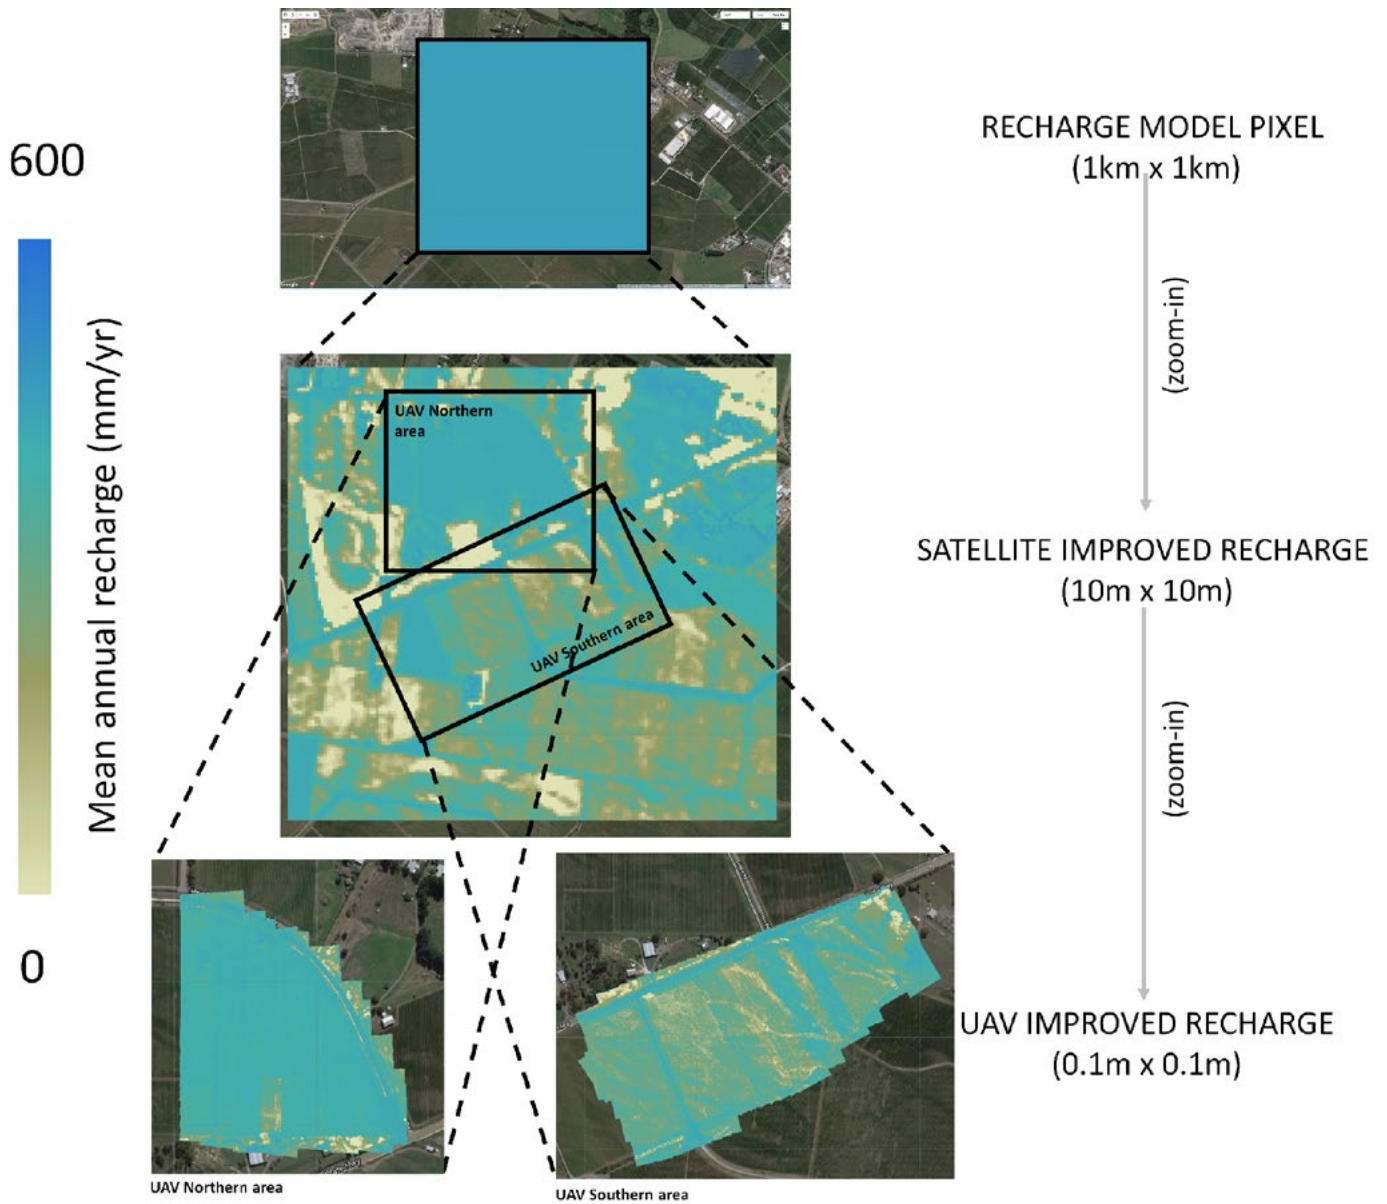 600
Mean annual recharge (mm/yr)
0
RECHARGE MODEL PIXEL
(1km x 1km)
(zoom-in)
UAV Northern
area
UAV Southern area
SATELLITE IMPROVED RECHARGE
(10m x 10m)
(zoom-in)
UAV IMPROVED RECHARGE
(0.1m x 0.1m)
UAV Northern area
UAV Southern area